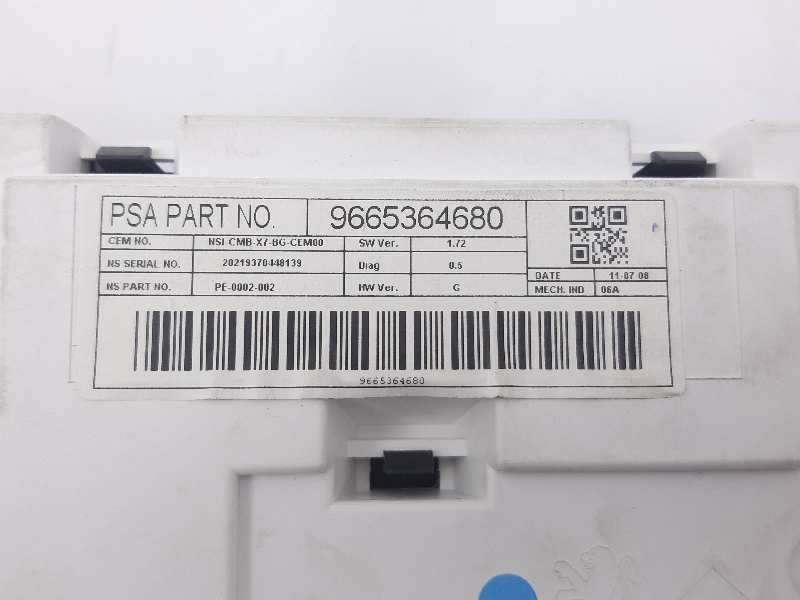 PSA PART NO. 9665364680
CEM NO. NSI-CMB-X7-BG-CEM00 SW Ver. 1.72
NS SERIAL NO. 20219370448139 Diag 0.5
DATE 11-07-08
NS PART NO. PE-0002-002 HW Ver. G
MECH. IND 06A
9665364680